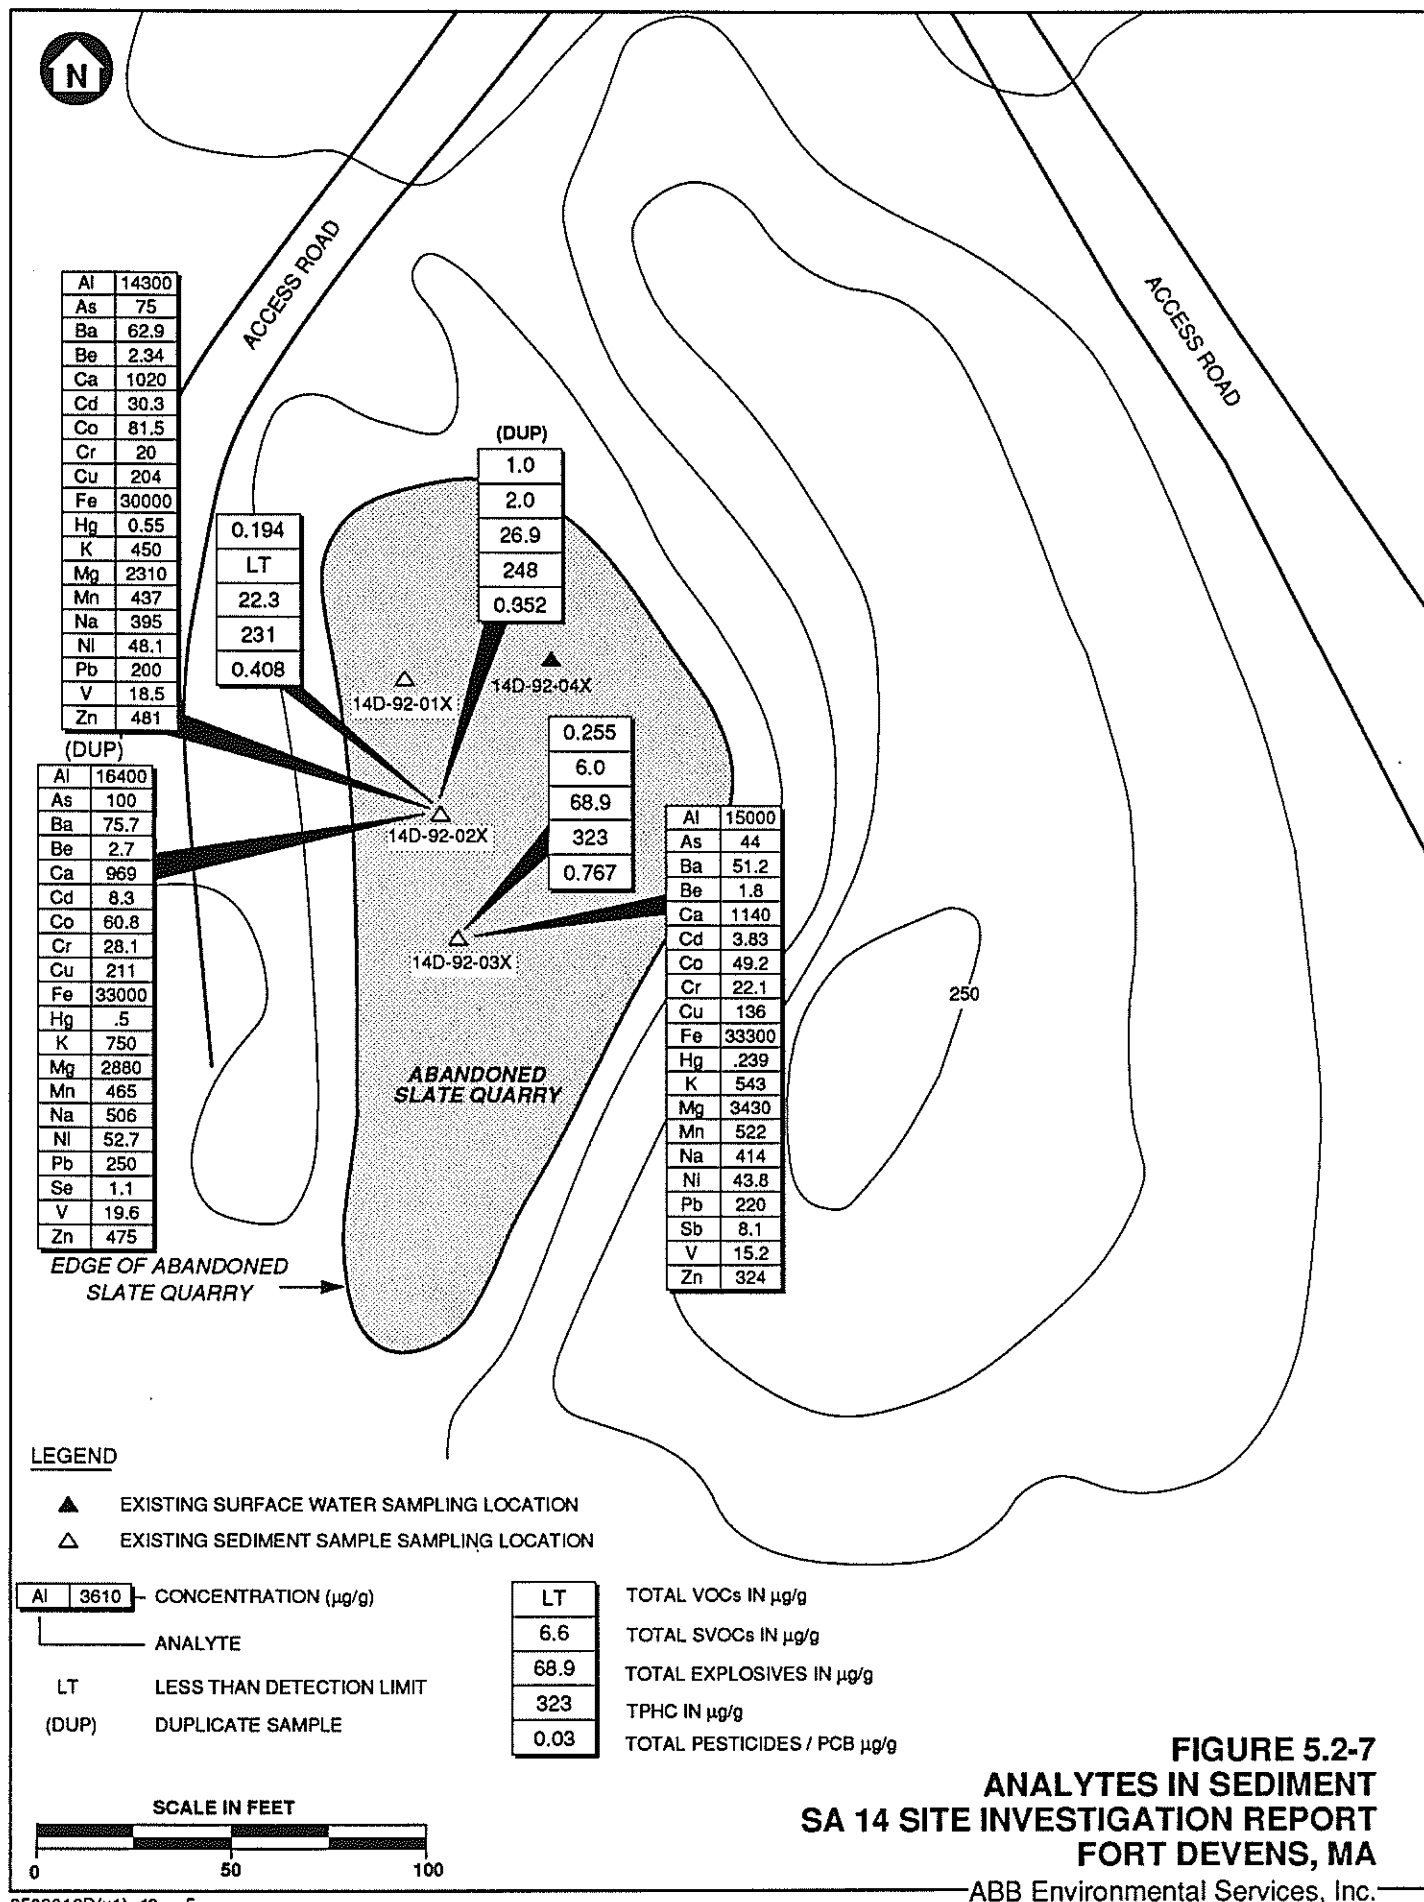 N
ACCESS ROAD
ACCESS ROAD
Al 14300
As 75
Ba 62.9
Be 2.34
Ca 1020
Cd 30.3
Co 81.5
Cr 20
Cu 204
Fe 30000
Hg 0.55
K 450
Mg 2310
Mn 437
Na 395
Ni 48.1
Pb 200
V 18.5
Zn 481
0.194
LT
22.3
231
0.408
(DUP)
1.0
2.0
26.9
248
0.352
14D-92-01X
14D-92-04X
14D-92-02X
0.255
6.0
68.9
323
0.767
14D-92-03X
(DUP)
Al 16400
As 100
Ba 75.7
Be 2.7
Ca 969
Cd 8.3
Co 60.8
Cr 28.1
Cu 211
Fe 33000
Hg .5
K 750
Mg 2880
Mn 465
Na 506
Ni 52.7
Pb 250
Se 1.1
V 19.6
Zn 475
Al 15000
As 44
Ba 51.2
Be 1.8
Ca 1140
Cd 3.83
Co 49.2
Cr 22.1
Cu 136
Fe 33300
Hg .239
K 543
Mg 3430
Mn 522
Na 414
Ni 43.8
Pb 220
Sb 8.1
V 15.2
Zn 324
250
ABANDONED
SLATE QUARRY
EDGE OF ABANDONED
SLATE QUARRY
LEGEND
EXISTING SURFACE WATER SAMPLING LOCATION
EXISTING SEDIMENT SAMPLE SAMPLING LOCATION
Al 3610 CONCENTRATION (µg/g)
ANALYTE
LT LESS THAN DETECTION LIMIT
(DUP) DUPLICATE SAMPLE
LT TOTAL VOCs IN µg/g
6.6 TOTAL SVOCs IN µg/g
68.9 TOTAL EXPLOSIVES IN µg/g
323 TPHC IN µg/g
0.03 TOTAL PESTICIDES / PCB µg/g
SCALE IN FEET
0 50 100
FIGURE 5.2-7
ANALYTES IN SEDIMENT
SA 14 SITE INVESTIGATION REPORT
FORT DEVENS, MA
ABB Environmental Services, Inc.